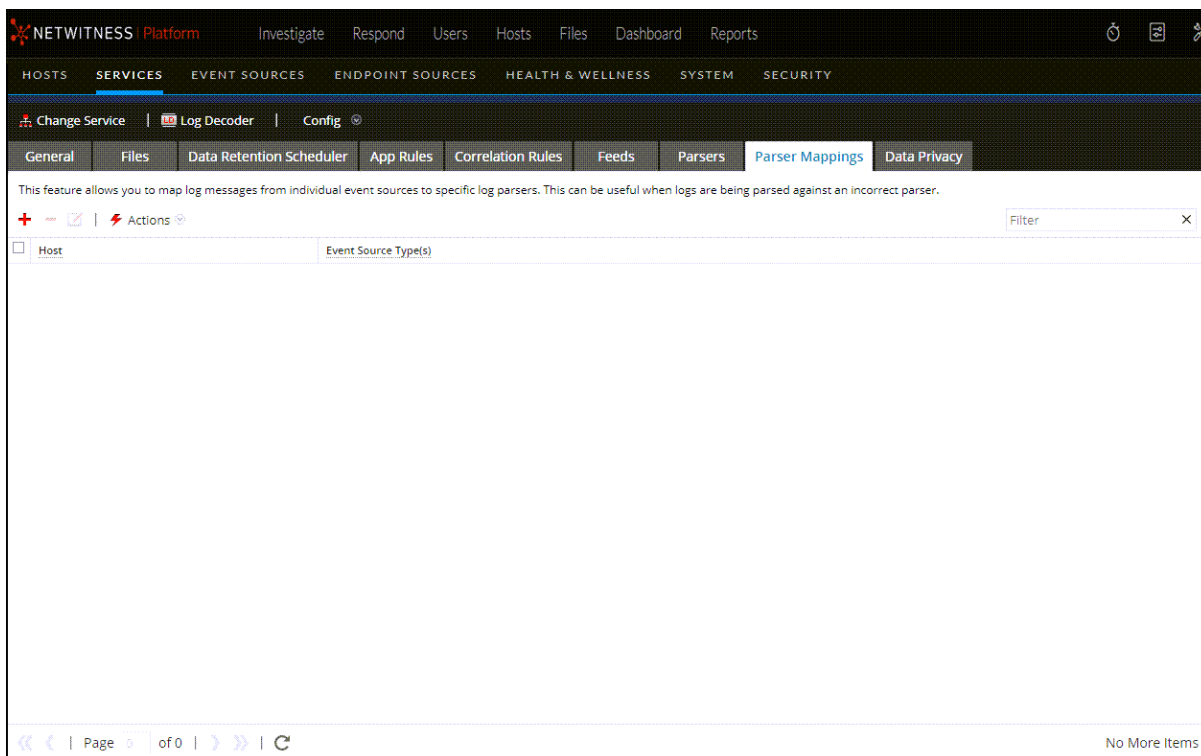 NETWITNESS Platform Investigate Respond Users Hosts Files Dashboard Reports
HOSTS SERVICES EVENT SOURCES ENDPOINT SOURCES HEALTH & WELLNESS SYSTEM SECURITY
Change Service | LD Log Decoder | Config
General Files Data Retention Scheduler App Rules Correlation Rules Feeds Parsers Parser Mappings Data Privacy
This feature allows you to map log messages from individual event sources to specific log parsers. This can be useful when logs are being parsed against an incorrect parser.
Actions Filter
Host Event Source Type(s)
| Page 0 of 0 | | No More Items